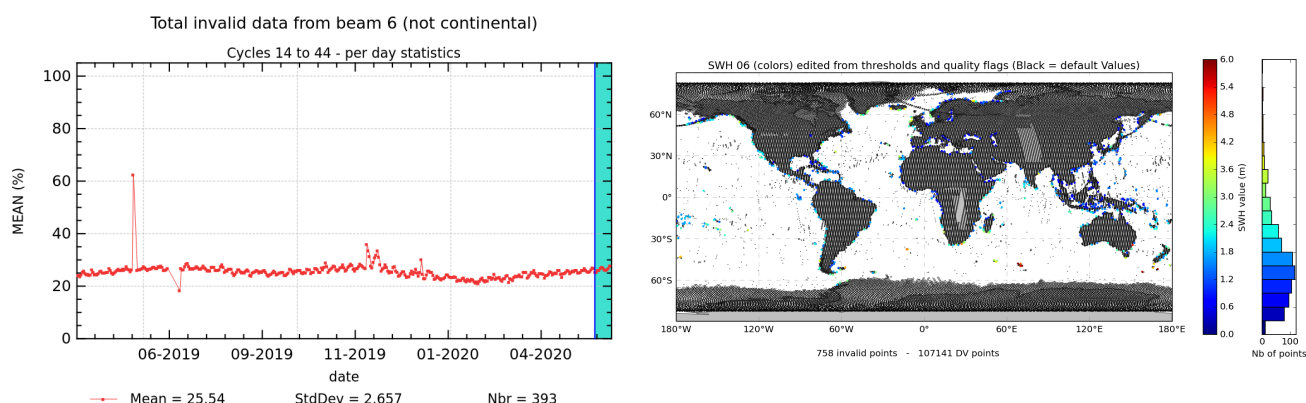 Total invalid data from beam 6 (not continental)
Cycles 14 to 44 - per day statistics
100
80
60
40
20
0
MEAN (%)
06-2019
09-2019
11-2019
01-2020
04-2020
date
Mean = 25.54
StdDev = 2.657
Nbr = 393
SWH 06 (colors) edited from thresholds and quality flags (Black = default Values)
60°N
30°N
0°
30°S
60°S
180°W
120°W
60°W
0°
60°E
120°E
180°E
758 invalid points - 107141 DV points
6.0
5.4
4.8
4.2
3.6
3.0
2.4
1.8
1.2
0.6
0.0
SWH value (m)
0
100
Nb of points